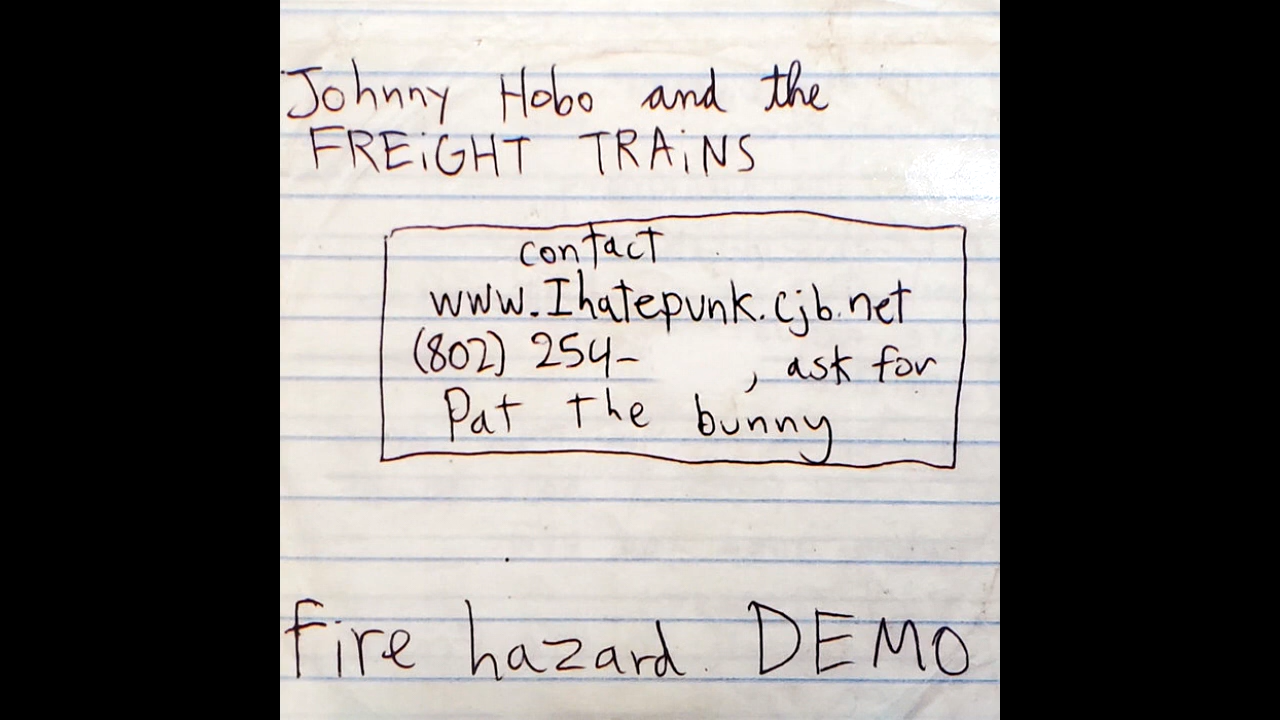 Johnny Hobo and the
FREiGHT TRAiNS
contact
www.Ihatepunk.cjb.net
(802) 254- , ask for
Pat the bunny
fire hazard DEMO